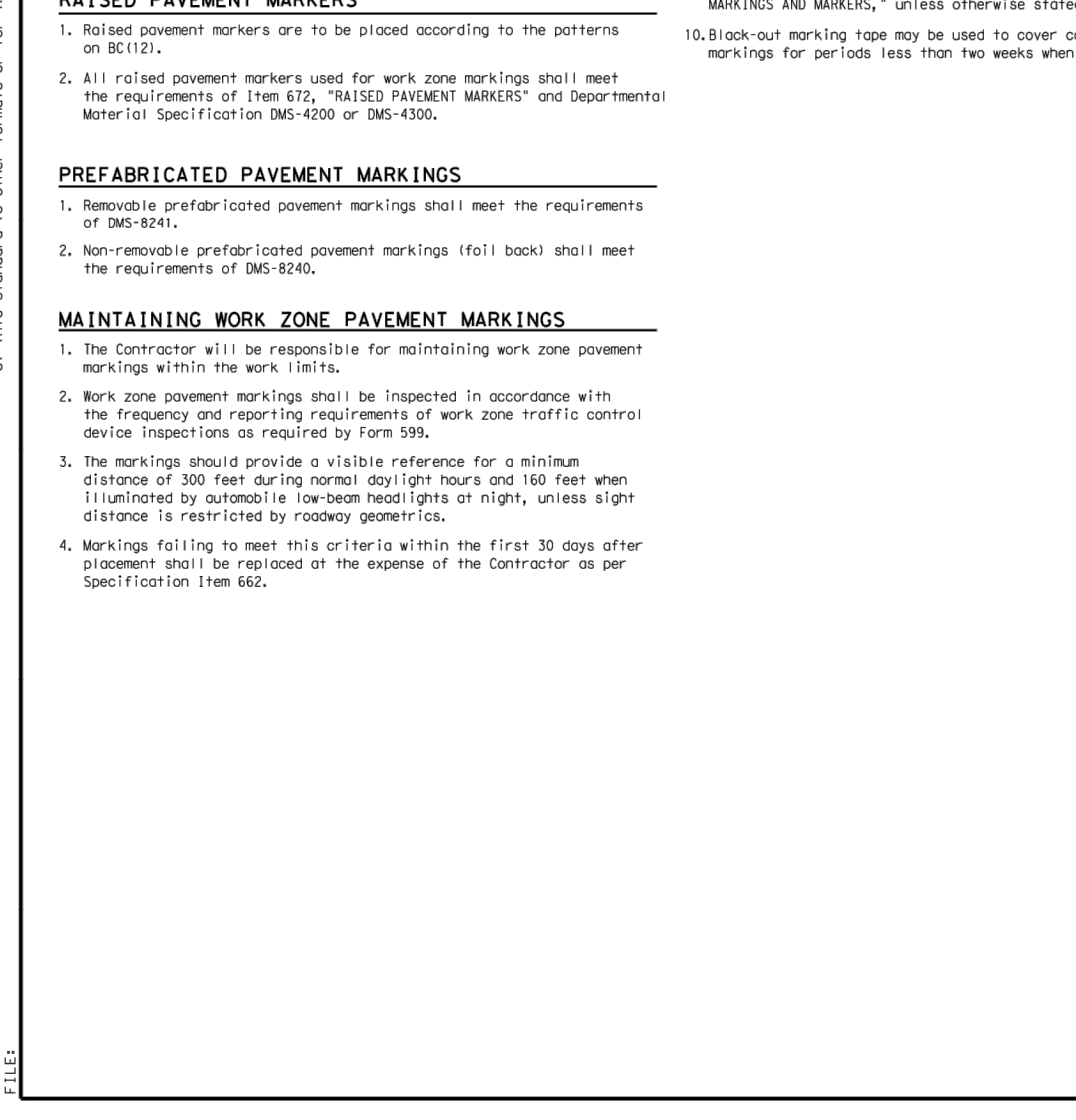 RAISED PAVEMENT MARKERS
1. Raised pavement markers are to be placed according to the patterns
on BC(12).
2. All raised pavement markers used for work zone markings shall meet
the requirements of Item 672, "RAISED PAVEMENT MARKERS" and Departmental
Material Specification DMS-4200 or DMS-4300.
PREFABRICATED PAVEMENT MARKINGS
1. Removable prefabricated pavement markings shall meet the requirements
of DMS-8241.
2. Non-removable prefabricated pavement markings (foil back) shall meet
the requirements of DMS-8240.
MAINTAINING WORK ZONE PAVEMENT MARKINGS
1. The Contractor will be responsible for maintaining work zone pavement
markings within the work limits.
2. Work zone pavement markings shall be inspected in accordance with
the frequency and reporting requirements of work zone traffic control
device inspections as required by Form 599.
3. The markings should provide a visible reference for a minimum
distance of 300 feet during normal daylight hours and 160 feet when
illuminated by automobile low-beam headlights at night, unless sight
distance is restricted by roadway geometrics.
4. Markings failing to meet this criteria within the first 30 days after
placement shall be replaced at the expense of the Contractor as per
Specification Item 662.
MARKINGS AND MARKERS," unless otherwise state
10. Black-out marking tape may be used to cover
markings for periods less than two weeks when
FILE: